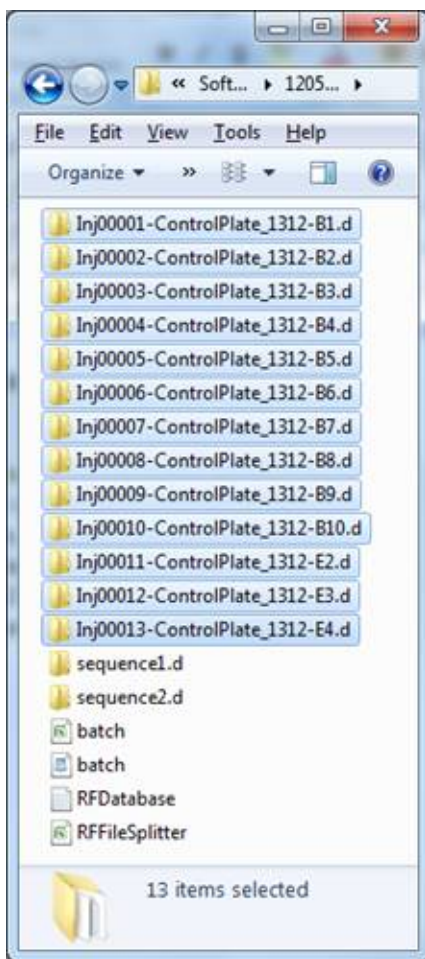 « Soft... ▸ 1205... ▸
File Edit View Tools Help
Organize ▾ »
Inj00001-ControlPlate_1312-B1.d
Inj00002-ControlPlate_1312-B2.d
Inj00003-ControlPlate_1312-B3.d
Inj00004-ControlPlate_1312-B4.d
Inj00005-ControlPlate_1312-B5.d
Inj00006-ControlPlate_1312-B6.d
Inj00007-ControlPlate_1312-B7.d
Inj00008-ControlPlate_1312-B8.d
Inj00009-ControlPlate_1312-B9.d
Inj00010-ControlPlate_1312-B10.d
Inj00011-ControlPlate_1312-E2.d
Inj00012-ControlPlate_1312-E3.d
Inj00013-ControlPlate_1312-E4.d
sequence1.d
sequence2.d
batch
batch
RFDatabase
RFFileSplitter
13 items selected